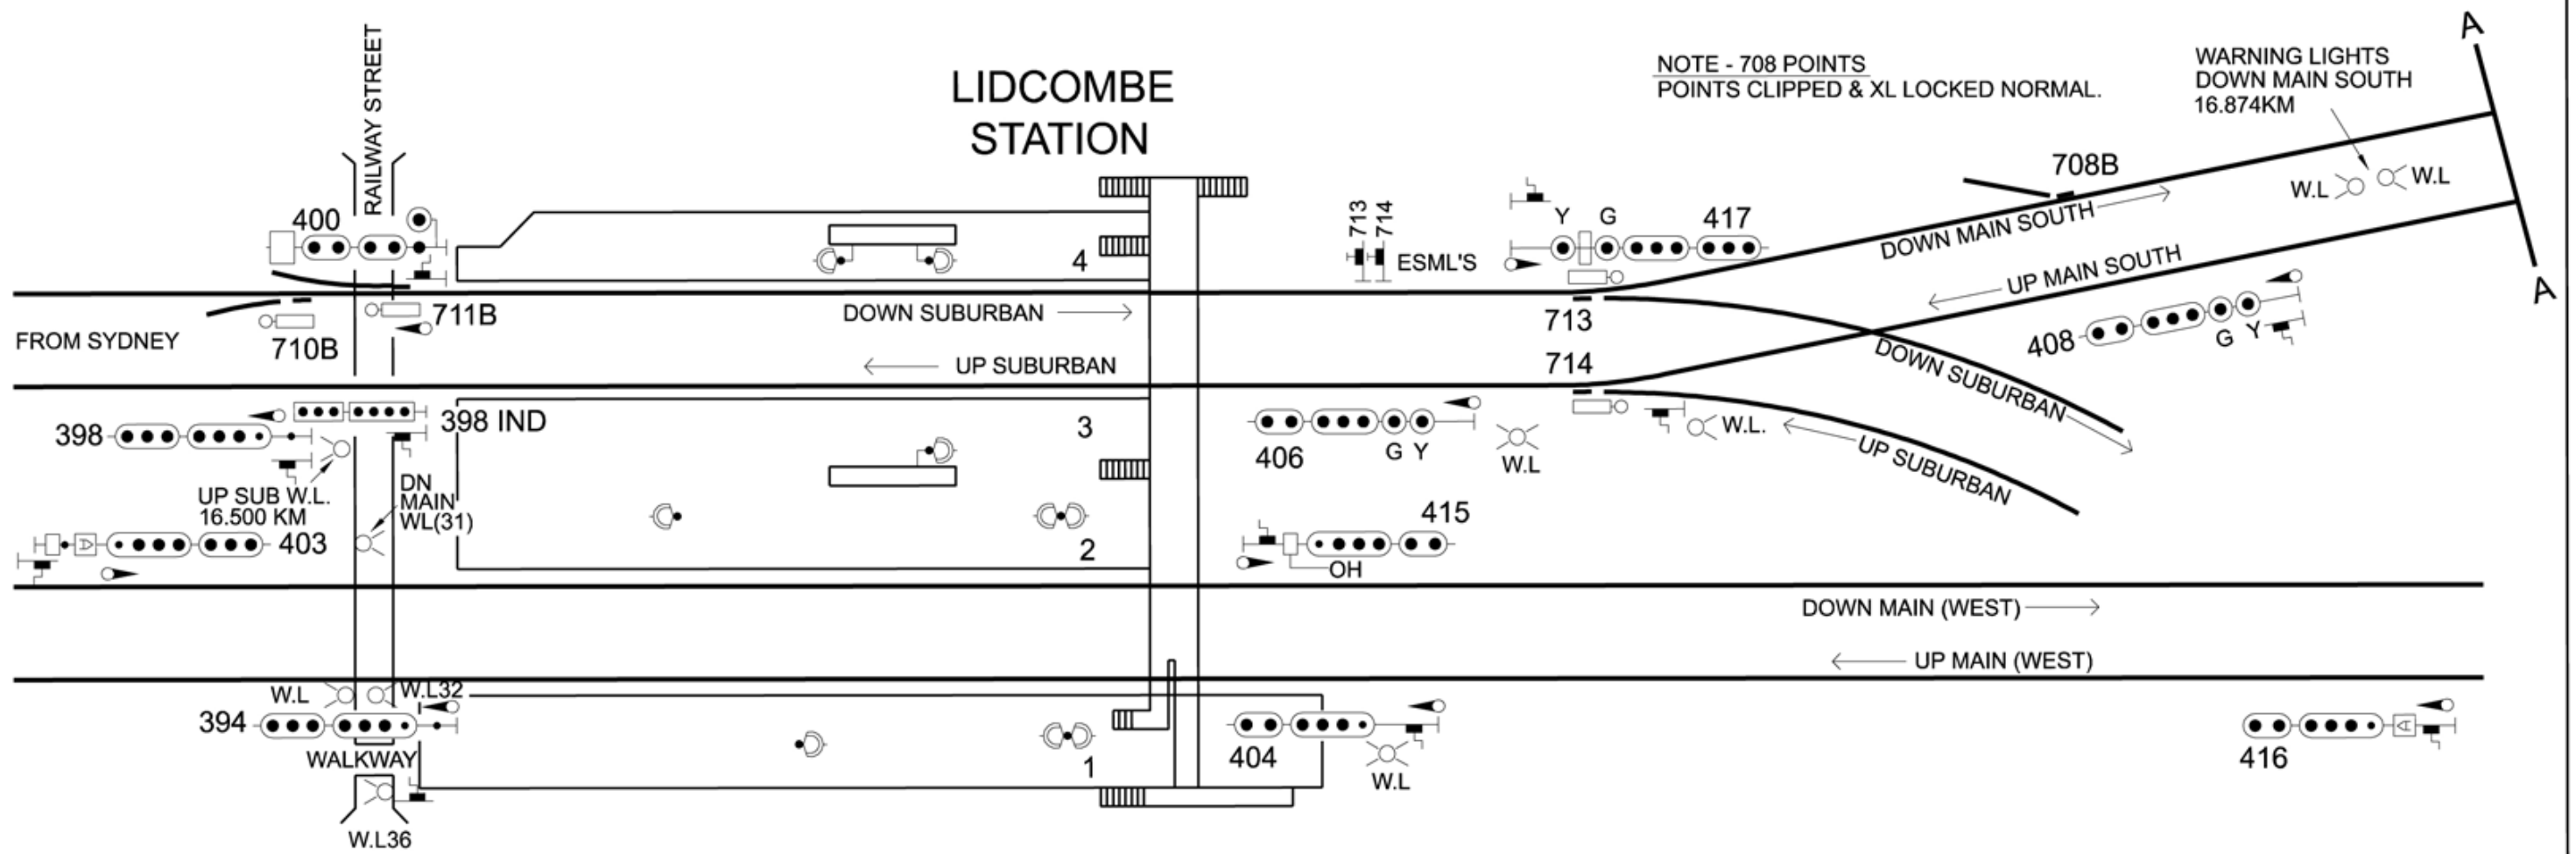 LIDCOMBE
STATION
NOTE - 708 POINTS
POINTS CLIPPED & XL LOCKED NORMAL.
WARNING LIGHTS
DOWN MAIN SOUTH
16.874KM
A
A
RAILWAY STREET
400
4
713
714
ESML'S
Y
G
417
708B
W.L
W.L
DOWN MAIN SOUTH
UP MAIN SOUTH
FROM SYDNEY
710B
711B
DOWN SUBURBAN
UP SUBURBAN
713
714
408
G
Y
DOWN SUBURBAN
UP SUBURBAN
398
398 IND
3
406
G Y
W.L
W.L.
UP SUB W.L.
16.500 KM
DN
MAIN
WL(31)
403
A
2
415
OH
DOWN MAIN (WEST)
UP MAIN (WEST)
W.L
W.L32
394
WALKWAY
W.L36
1
404
W.L
416
A